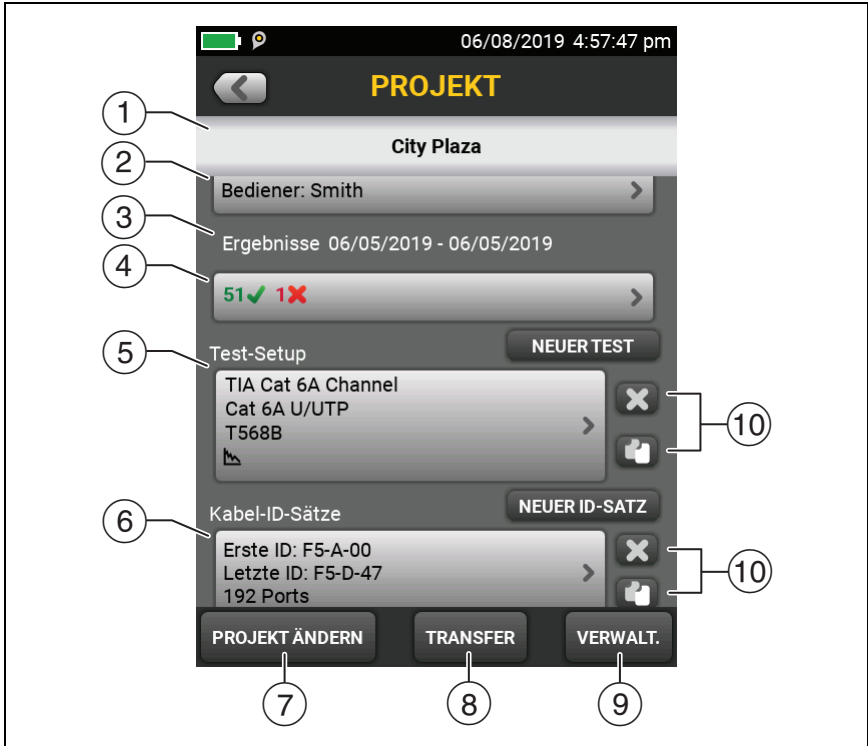 06/08/2019 4:57:47 pm
PROJEKT
1
City Plaza
2
Bediener: Smith
3
Ergebnisse 06/05/2019 - 06/05/2019
4
51 1
5
Test-Setup
NEUER TEST
TIA Cat 6A Channel
Cat 6A U/UTP
T568B
10
6
Kabel-ID-Sätze
NEUER ID-SATZ
Erste ID: F5-A-00
Letzte ID: F5-D-47
192 Ports
10
PROJEKT ÄNDERN
TRANSFER
VERWALT.
7
8
9